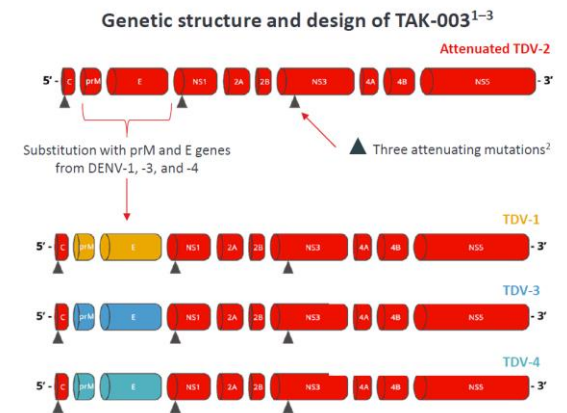 Genetic structure and design of TAK-003¹⁻³
Attenuated TDV-2
5' - C prM E NS1 2A 2B NS3 4A 4B NS5 - 3'
Substitution with prM and E genes
from DENV-1, -3, and -4
Three attenuating mutations²
TDV-1
5' - C prM E NS1 2A 2B NS3 4A 4B NS5 - 3'
TDV-3
5' - C prM E NS1 2A 2B NS3 4A 4B NS5 - 3'
TDV-4
5' - C prM E NS1 2A 2B NS3 4A 4B NS5 - 3'